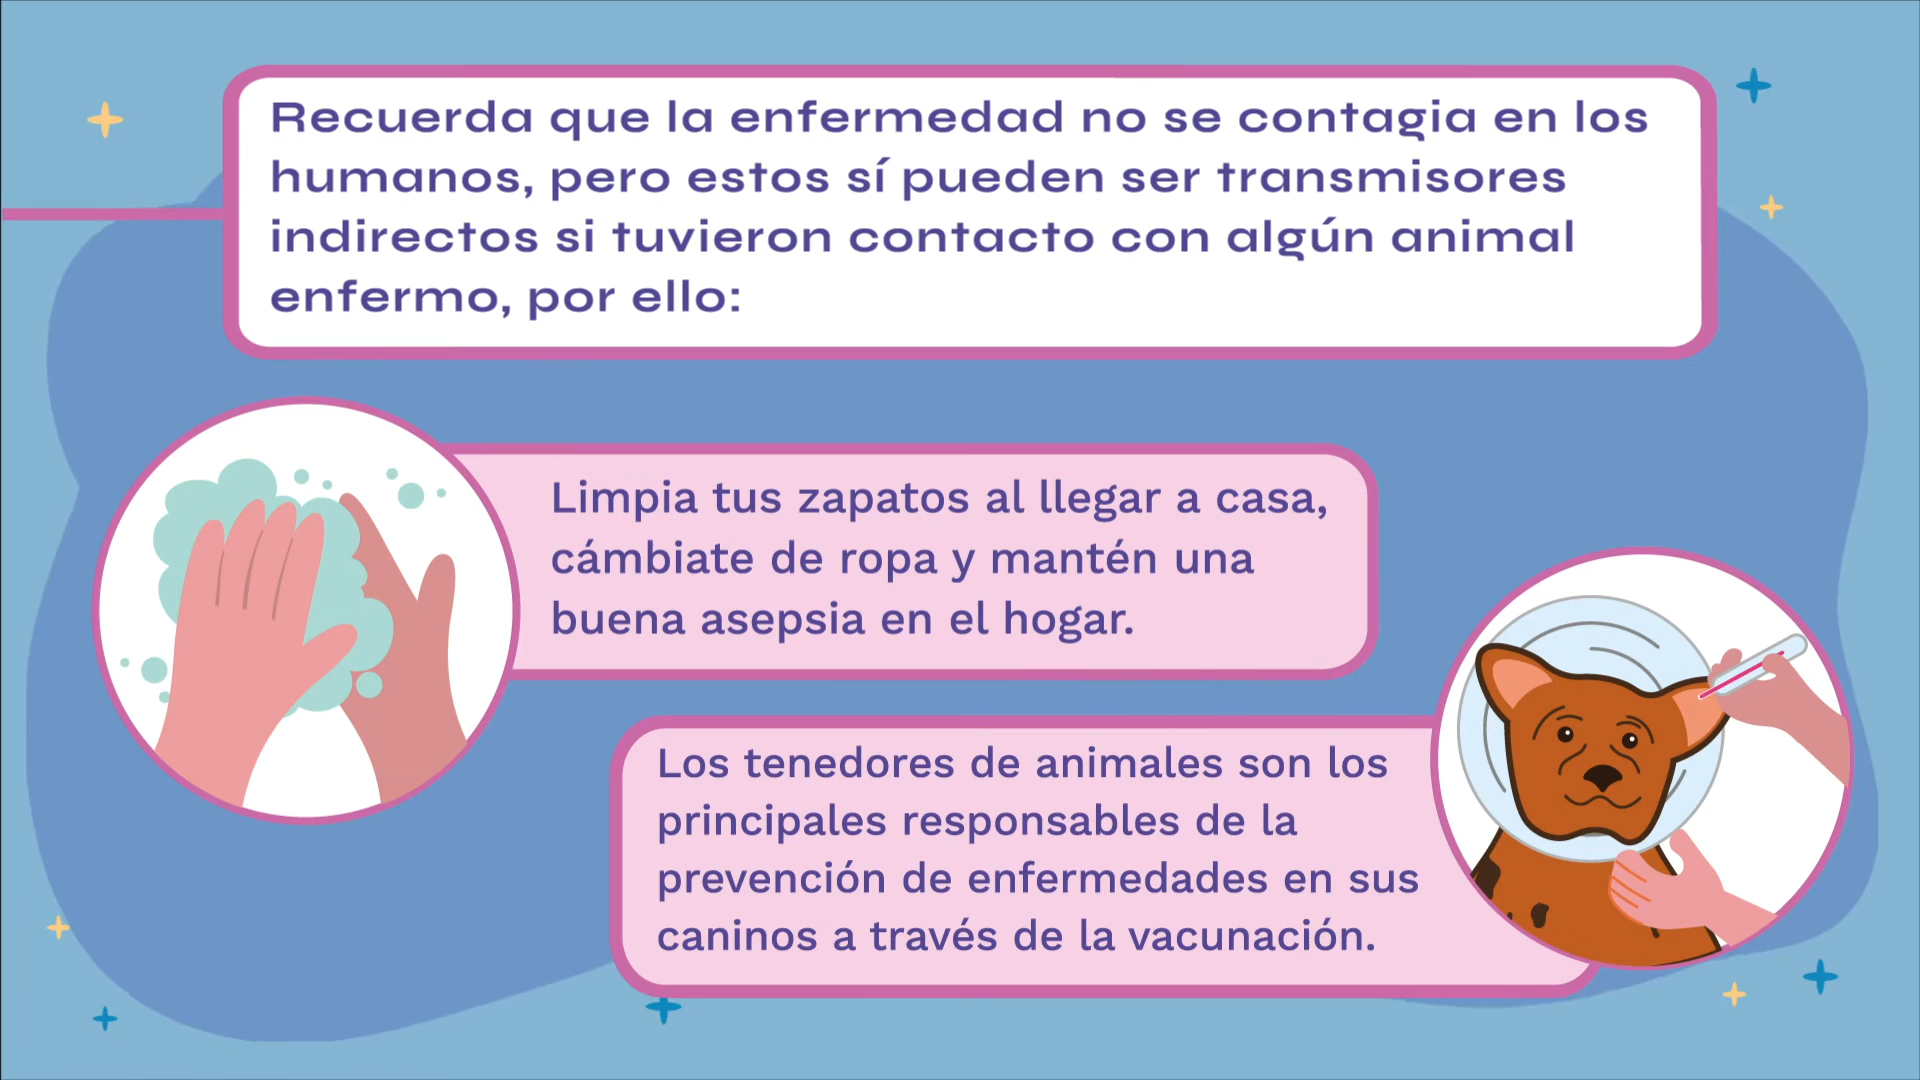 Recuerda que la enfermedad no se contagia en los
humanos, pero estos sí pueden ser transmisores
indirectos si tuvieron contacto con algún animal
enfermo, por ello:
Limpia tus zapatos al llegar a casa,
cámbiate de ropa y mantén una
buena asepsia en el hogar.
Los tenedores de animales son los
principales responsables de la
prevención de enfermedades en sus
caninos a través de la vacunación.